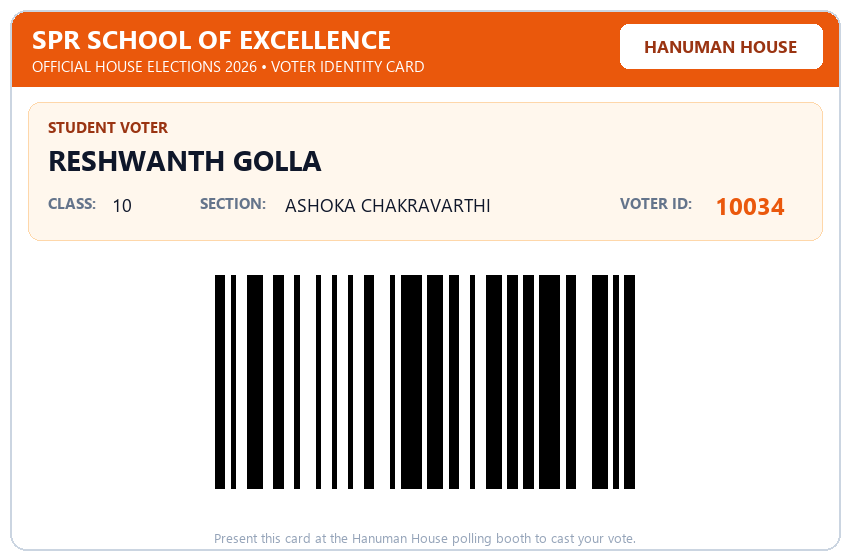 SPR SCHOOL OF EXCELLENCE
OFFICIAL HOUSE ELECTIONS 2026 • VOTER IDENTITY CARD
HANUMAN HOUSE
STUDENT VOTER
RESHWANTH GOLLA
CLASS: 10 SECTION: ASHOKA CHAKRAVARTHI VOTER ID: 10034
Present this card at the Hanuman House polling booth to cast your vote.